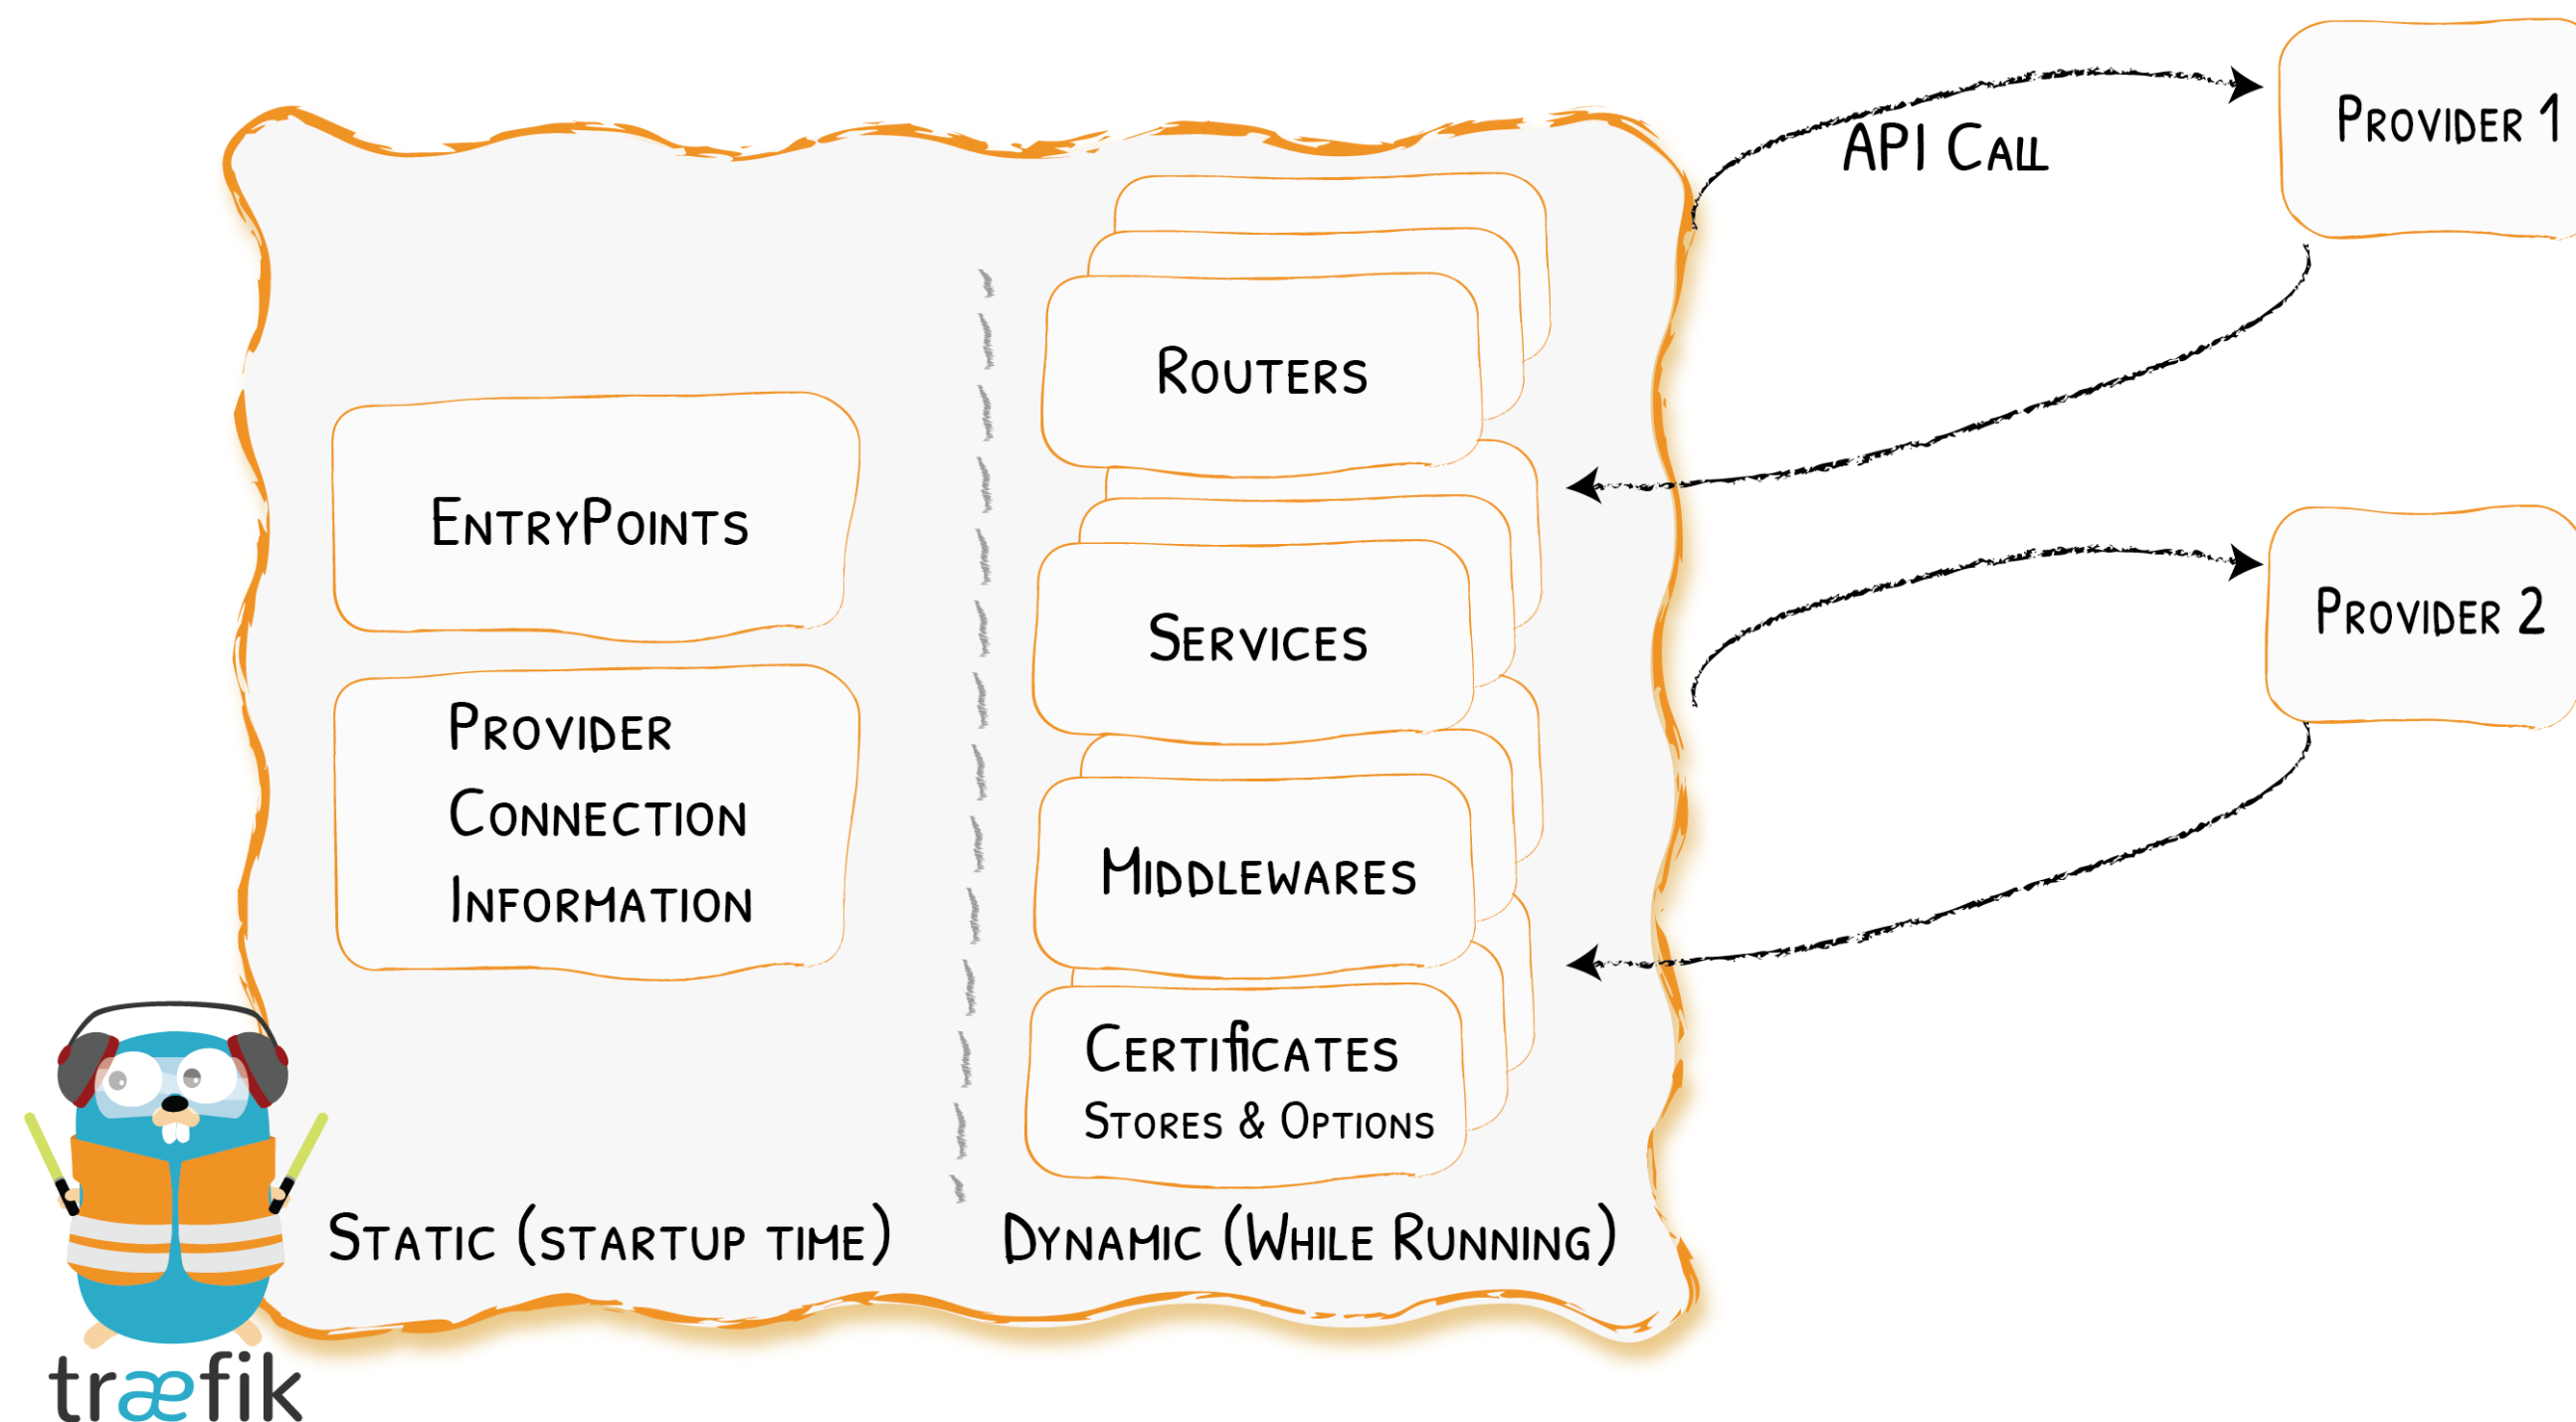 API Call
Provider 1
Routers
EntryPoints
Services
Provider 2
Provider
Connection
Information
Middlewares
Certificates
Stores & Options
Static (startup time)
Dynamic (While Running)
træfik